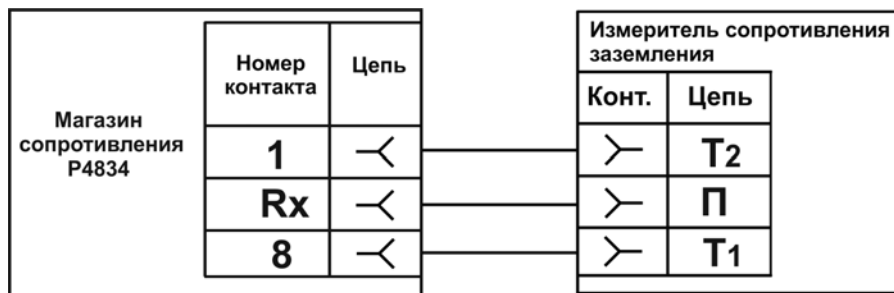 Магазин
сопротивления
Р4834
Номер
контакта
Цепь
1
Rx
8
Измеритель сопротивления
заземления
Конт.
Цепь
Т2
П
Т1